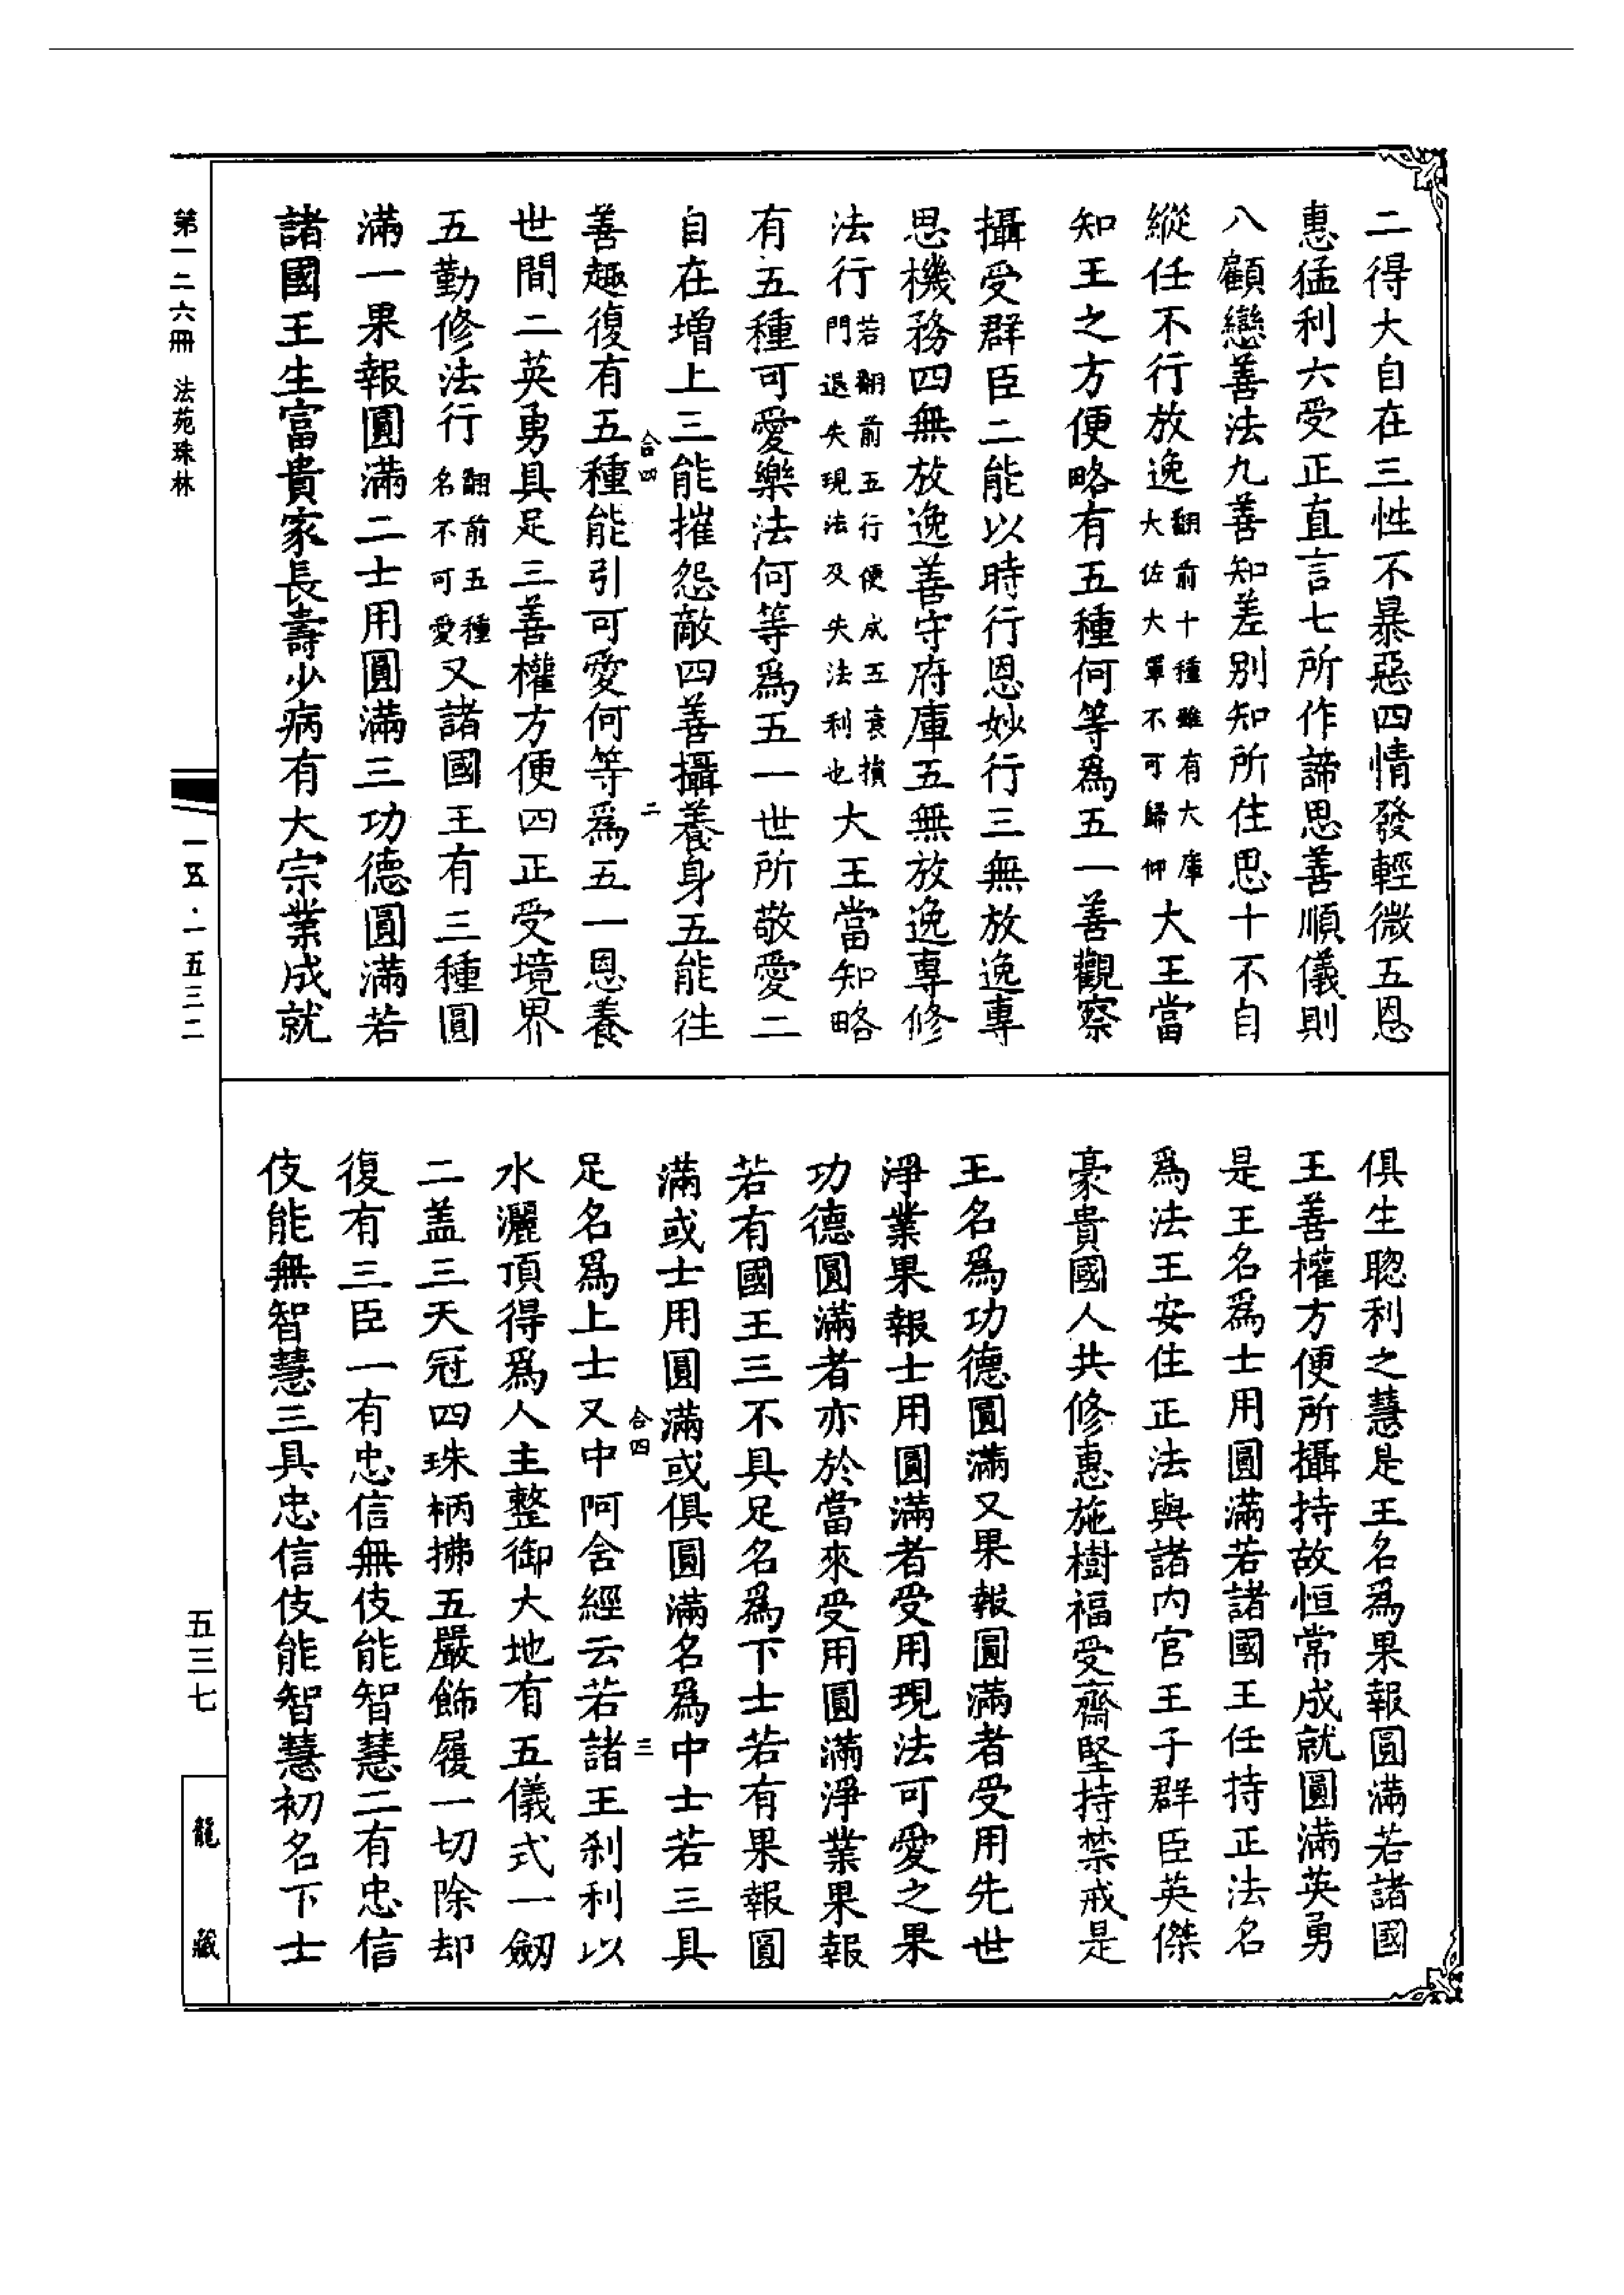 二得大自在三性不暴惡四情發輕微五恩
惠猛利六受正直言七所作諦思善順儀則
八顧戀善法九善知差别知所住思十不自
縱任不行放逸翻前十種雖有大庫大佐大軍不可歸仰大王當
知王之方便略有五種何等爲五一善觀察
攝受群臣二能以時行恩妙行三無放逸專
思機務四無放逸善守府庫五無放逸專修
法行若翻前五行便成五衰損門退失現法及失法利也大王當知略
有五種可愛樂法何等爲五一世所敬愛二
自在增上三能摧怨敵四善攝養身五能往
合四
二
善趣復有五種能引可愛何等爲五一恩養
世間二英勇具足三善權方便四正受境界
五勤修法行翻前五種名不可愛又諸國王有三種圓
滿一果報圓滿二士用圓滿三功德圓滿若
諸國王生富貴家長壽少病有大宗業成就
俱生聰利之慧是王名爲果報圓滿若諸國
王善權方便所攝持故恒常成就圓滿英勇
是王名爲士用圓滿若諸國王任持正法名
爲法王安住正法與諸内官王子群臣英傑
豪貴國人共修惠施樹福受齋堅持禁戒是
王名爲功德圓滿又果報圓滿者受用先世
淨業果報士用圓滿者受用現法可愛之果
功德圓滿者亦於當來受用圓滿淨業果報
若有國王三不具足名爲下士若有果報圓
滿或士用圓滿或俱圓滿名爲中士若三具
合四
三
足名爲上士又中阿舍經云若諸王刹利以
水灑頂得爲人主整御大地有五儀式一劒
二盖三天冠四珠柄拂五嚴飾履一切除却
復有三臣一有忠信無伎能智慧二有忠信
伎能無智慧三具忠信伎能智慧初名下士
第一二六冊 法苑珠林
一五·一五三二
五三七
龍藏